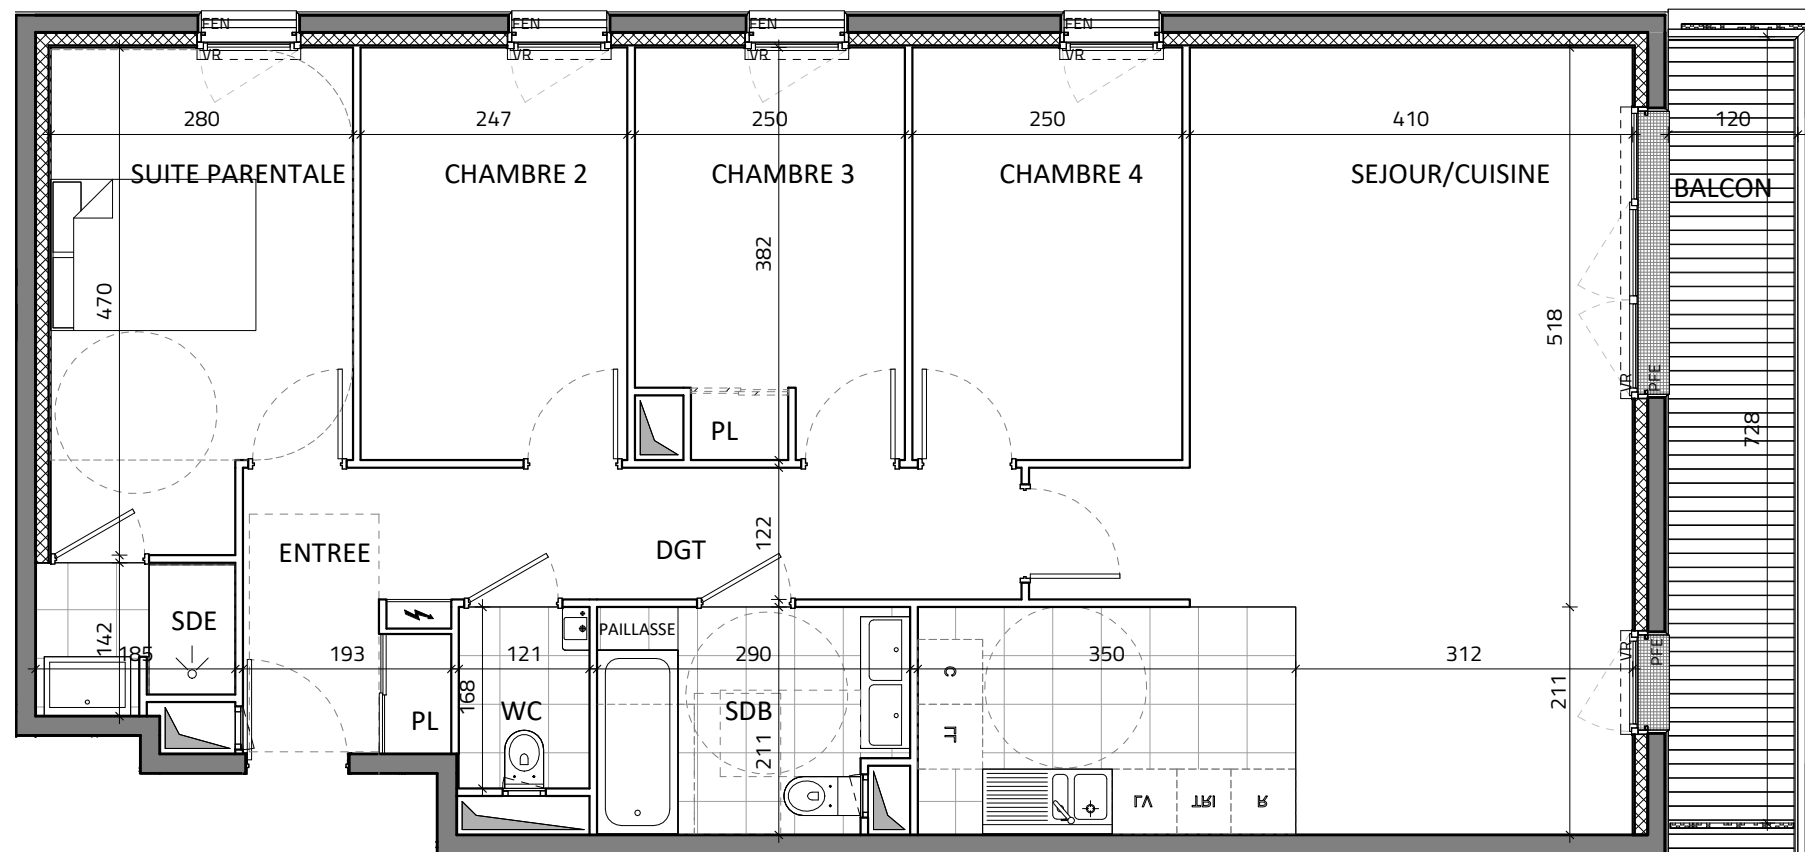 FEN FEN FEN FEN
VR VR VR VR
280 247 250 250 410 120
SUITE PARENTALE CHAMBRE 2 CHAMBRE 3 CHAMBRE 4 SEJOUR/CUISINE BALCON
382
470
518
VR PFE
728
PL
122
ENTREE DGT
SDE PAILLASSE
142 185 193 121 290 350 312
VR PFE
C
168
211
LT
PL WC SDB
211
LV TRI R